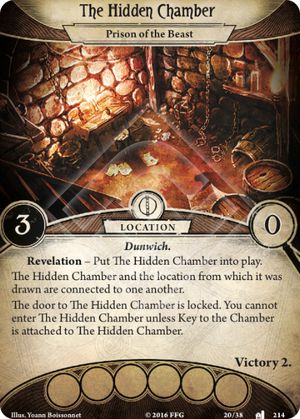 The Hidden Chamber
Prison of the Beast
3
LOCATION
0
Dunwich.
Revelation – Put The Hidden Chamber into play.
The Hidden Chamber and the location from which it
was drawn are connected to one another.
The door to The Hidden Chamber is locked. You cannot
enter The Hidden Chamber unless Key to the Chamber
is attached to The Hidden Chamber.
Victory 2.
Illus. Yoann Boissonnet
© 2016 FFG
20/38
214